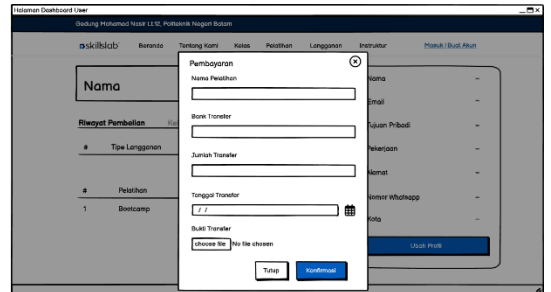 Halaman Dashboard User
Gedung Mohamad Nasir Lt.12, Politeknik Negeri Batam
skillslab Beranda Tentang Kami Kelas Pelatihan Langganan Instruktur Masuk | Buat Akun
Pembayaran
Nama Pelatihan
Bank Transfer
Jumlah Transfer
Tanggal Transfer
/ /
Bukti Transfer
choose file No file chosen
Tutup Konfirmasi
Nama
Riwayat Pembelian
# Tipe Langganan
# Pelatihan
1 Bootcamp
Nama -
Email -
Tujuan Pribadi -
Pekerjaan -
Alamat -
Nomor Whatsapp -
Kota -
Ubah Profil